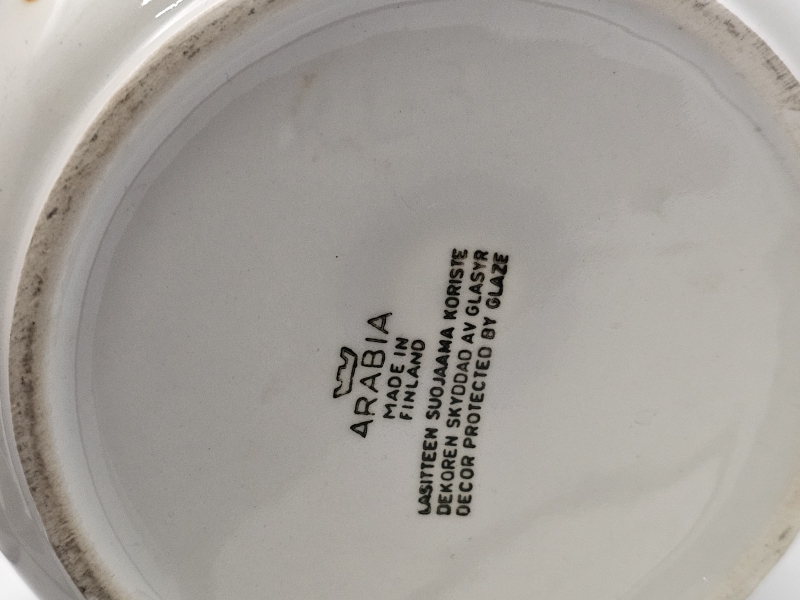 ARABIA
MADE IN
FINLAND
LASITTEEN SUOJAAMA KORISTE
DEKOREN SKYDDAD AV GLASYR
DECOR PROTECTED BY GLAZE